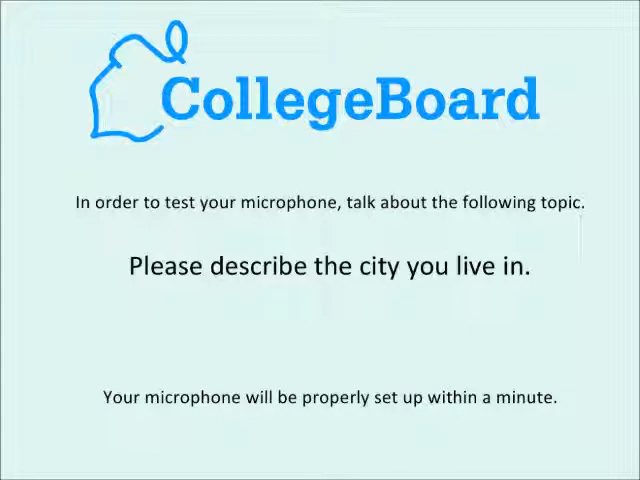 CollegeBoard
In order to test your microphone, talk about the following topic.
Please describe the city you live in.
Your microphone will be properly set up within a minute.